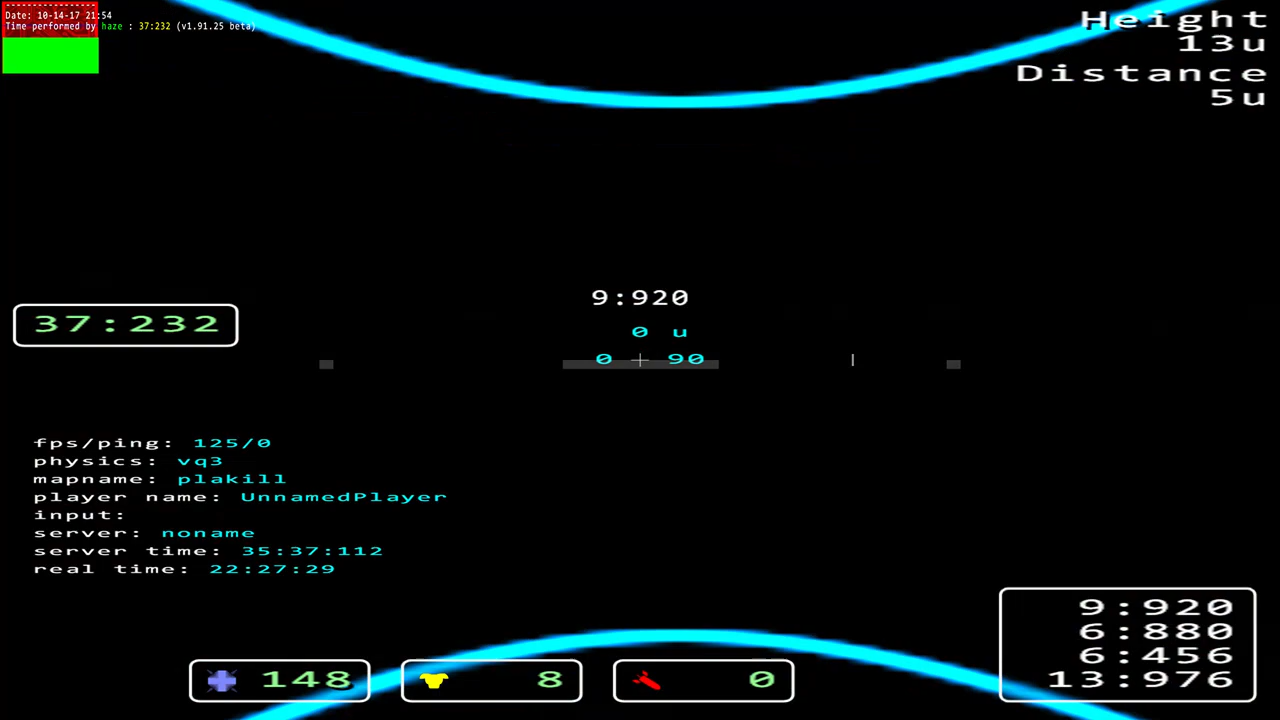 Date: 10-14-17 21:54
Time performed by haze : 37:232 (v1.91.25 beta)
Height
13u
Distance
5u
9:920
0 u
0 90
37:232
fps/ping: 125/0
physics: vq3
mapname: plakill
player name: UnnamedPlayer
input:
server: noname
server time: 35:37:112
real time: 22:27:29
9:920
6:880
6:456
13:976
148 8 0